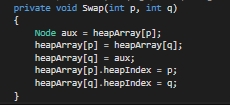 private void Swap(int p, int q)
{
    Node aux = heapArray[p];
    heapArray[p] = heapArray[q];
    heapArray[q] = aux;
    heapArray[p].heapIndex = p;
    heapArray[q].heapIndex = q;
}